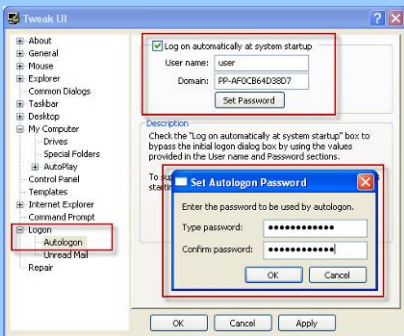 Tweak UI
About
General
Mouse
Explorer
Common Dialogs
Taskbar
Desktop
My Computer
Drives
Special Folders
AutoPlay
Control Panel
Templates
Internet Explorer
Command Prompt
Logon
Autologon
Unread Mail
Repair
Log on automatically at system startup
User name: user
Domain: PP-AF0CB64D38D7
Set Password
Description
Check the "Log on automatically at system startup" box to
bypass the initial logon dialog box by using the values
provided in the User name and Password sections.
To
Set Autologon Password
Enter the password to be used by autologon.
Type password:
Confirm password:
OK Cancel
OK Cancel Apply